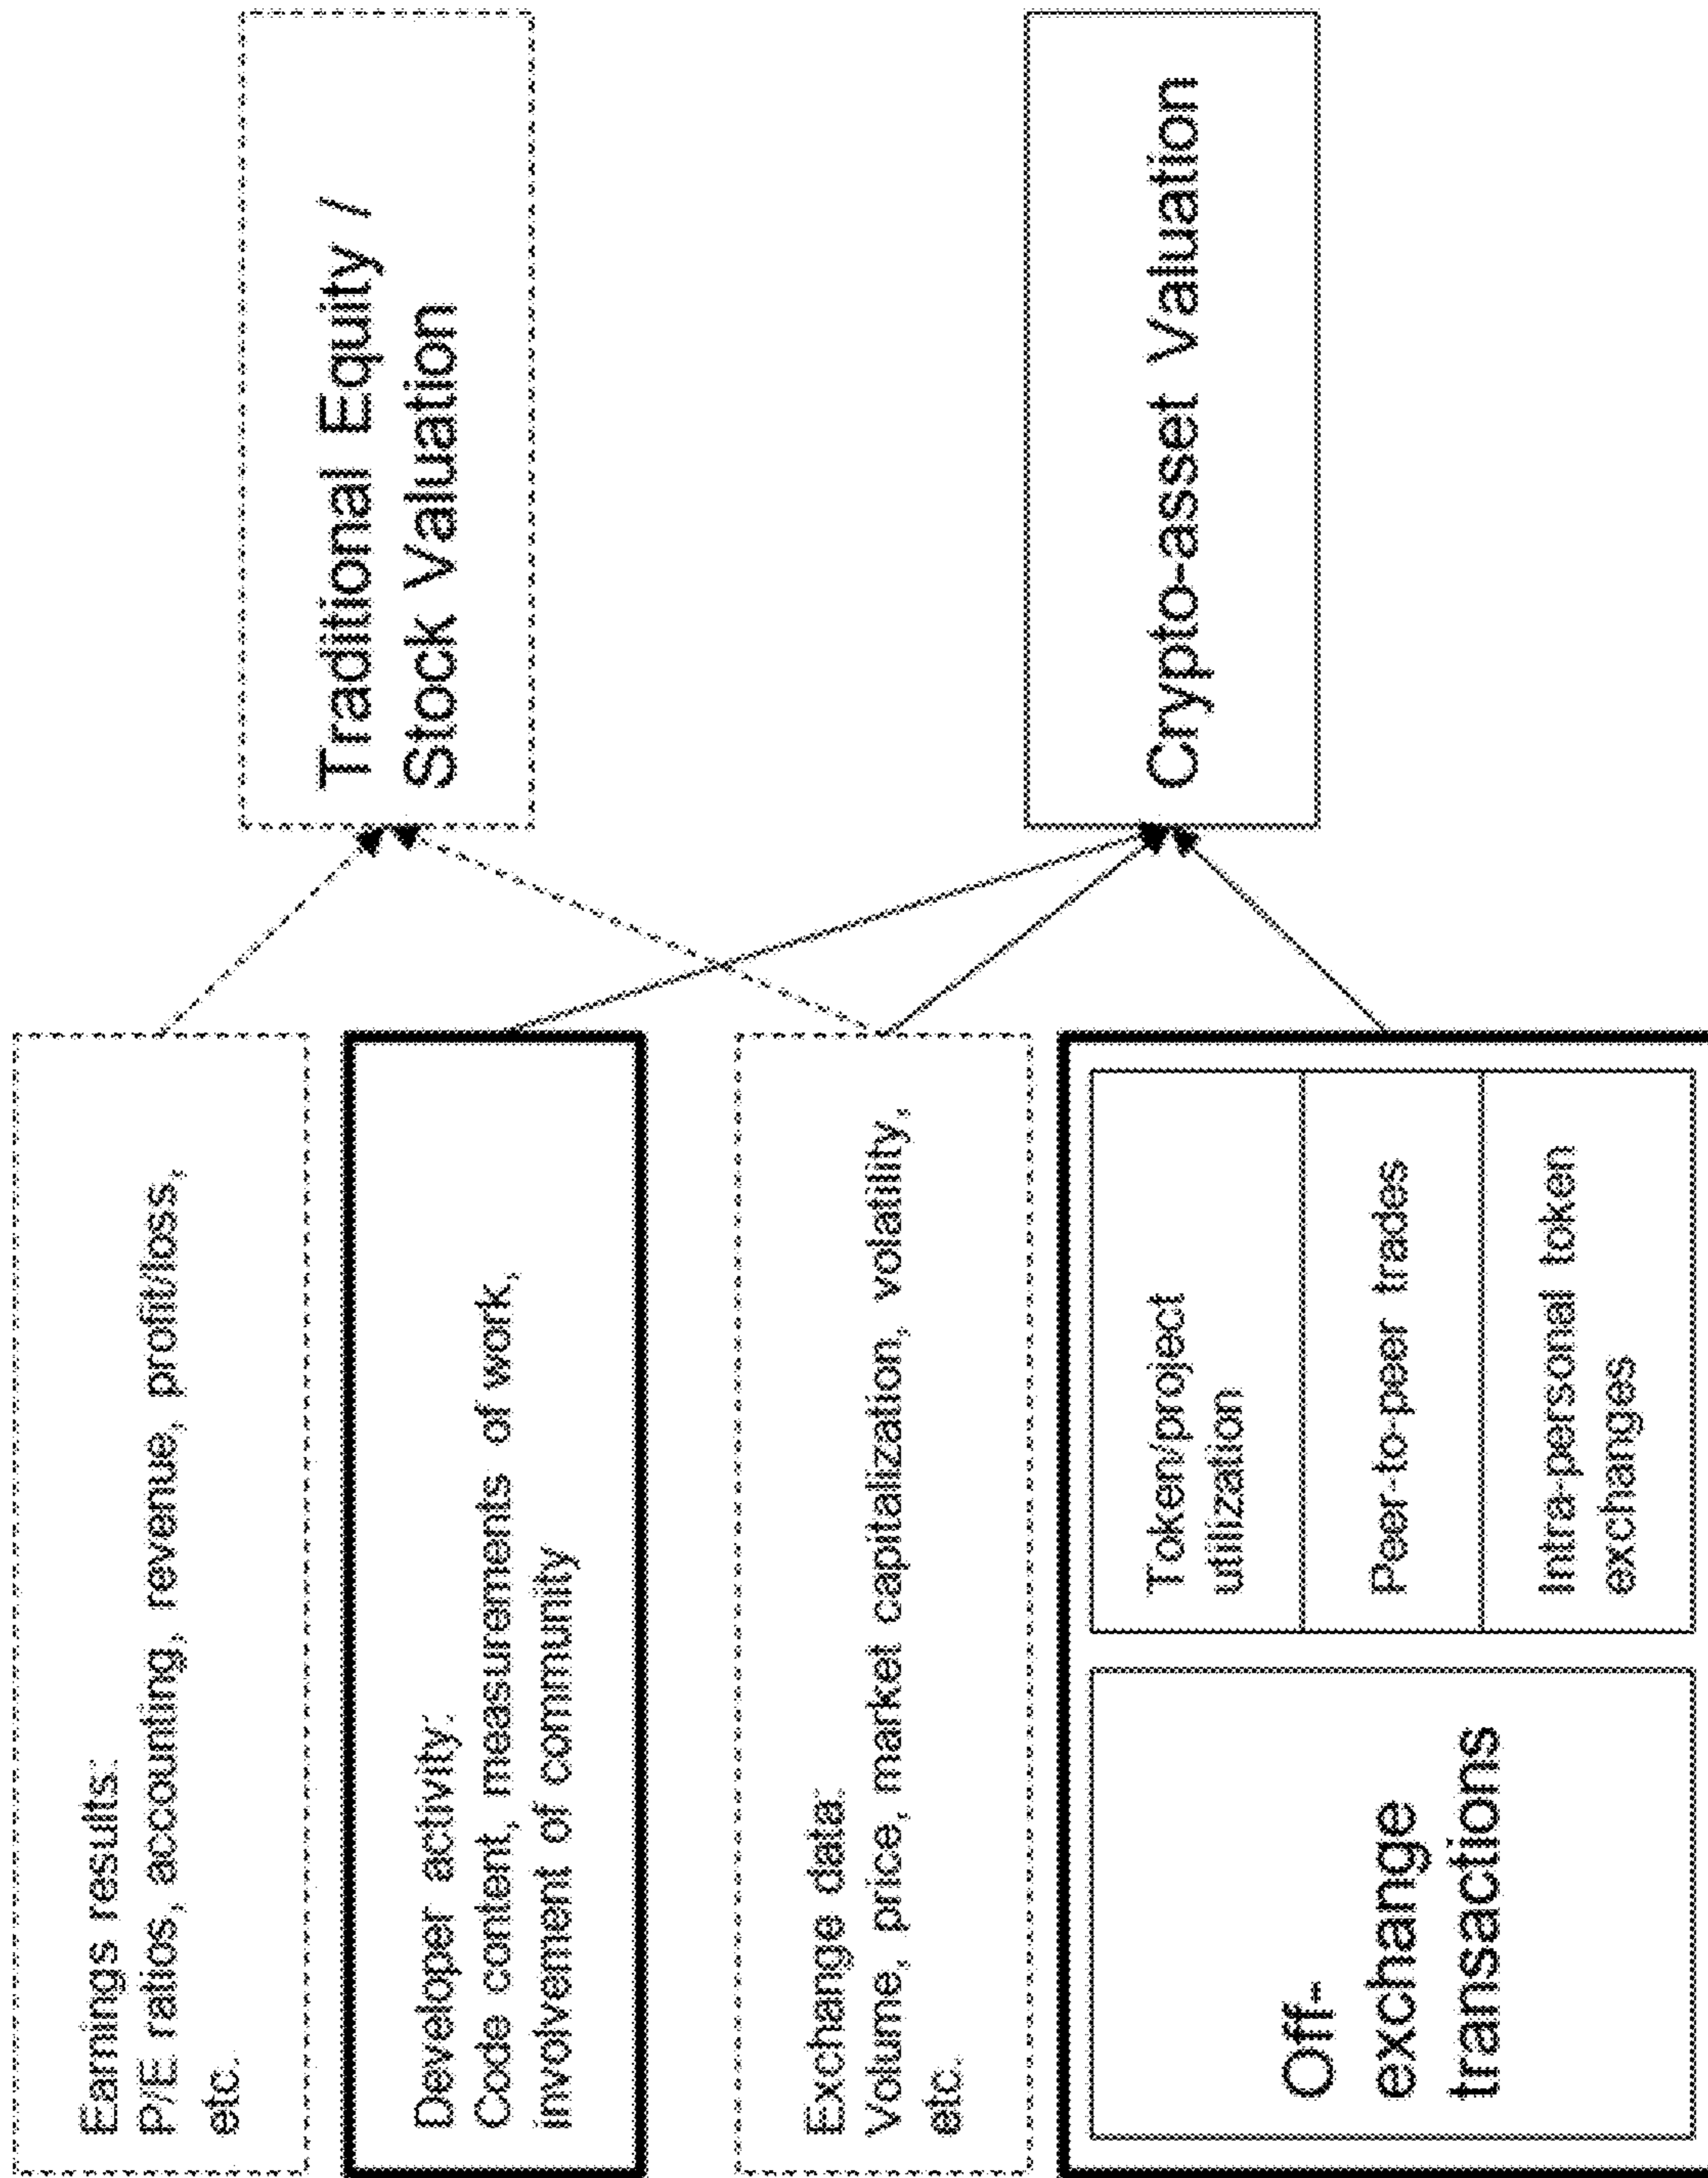 Earnings results:
P/E ratios, accounting, revenue, profit/loss,
etc.
Developer activity:
Code content, measurements of work,
involvement of community
Exchange data:
Volume, price, market capitalization, volatility,
etc.
Off-
exchange
transactions
Token/project
utilization
Peer-to-peer trades
Intra-personal token
exchanges
Traditional Equity /
Stock Valuation
Crypto-asset Valuation